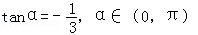 tanα=-1/3, α∈（0, π）